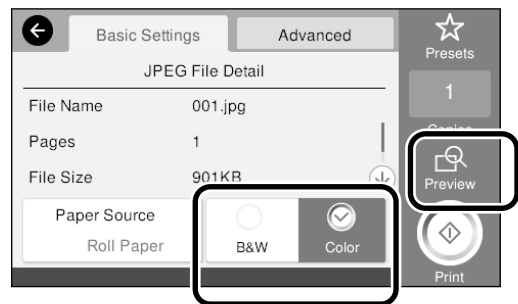 Basic Settings
Advanced
JPEG File Detail
File Name 001.jpg
Pages 1
File Size 901KB
Paper Source
Roll Paper
B&W
Color
Presets
1
Copies
Preview
Print